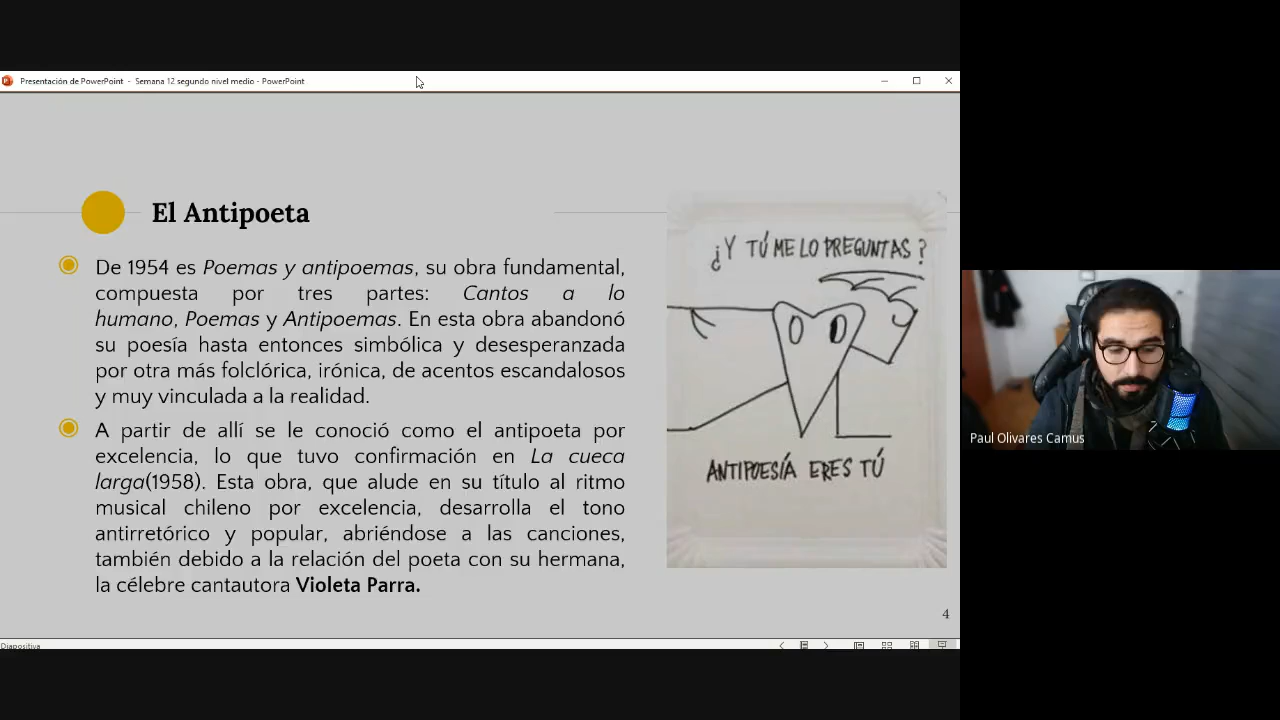 Presentación de PowerPoint - Semana 12 segundo nivel medio - PowerPoint
El Antipoeta
De 1954 es Poemas y antipoemas, su obra fundamental,
compuesta por tres partes: Cantos a lo
humano, Poemas y Antipoemas. En esta obra abandonó
su poesía hasta entonces simbólica y desesperanzada
por otra más folclórica, irónica, de acentos escandalosos
y muy vinculada a la realidad.
A partir de allí se le conoció como el antipoeta por
excelencia, lo que tuvo confirmación en La cueca
larga(1958). Esta obra, que alude en su título al ritmo
musical chileno por excelencia, desarrolla el tono
antirretórico y popular, abriéndose a las canciones,
también debido a la relación del poeta con su hermana,
la célebre cantautora Violeta Parra.
¿Y TÚ ME LO PREGUNTAS?
ANTIPOESÍA ERES TÚ
4
Diapositiva
Paul Olivares Camus